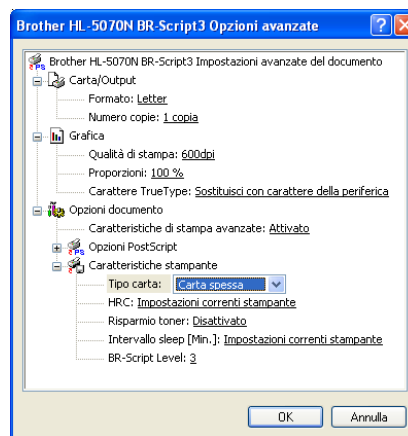 Brother HL-5070N BR-Script3 Opzioni avanzate
Brother HL-5070N BR-Script3 Impostazioni avanzate del documento
Carta/Output
Formato: Letter
Numero copie: 1 copia
Grafica
Qualità di stampa: 600dpi
Proporzioni: 100 %
Carattere TrueType: Sostituisci con carattere della periferica
Opzioni documento
Caratteristiche di stampa avanzate: Attivato
Opzioni PostScript
Caratteristiche stampante
Tipo carta: Carta spessa
HRC: Impostazioni correnti stampante
Risparmio toner: Disattivato
Intervallo sleep [Min.]: Impostazioni correnti stampante
BR-Script Level: 3
OK Annulla